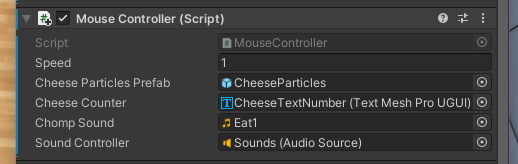 Mouse Controller (Script)
Script MouseController
Speed 1
Cheese Particles Prefab CheeseParticles
Cheese Counter CheeseTextNumber (Text Mesh Pro UGUI)
Chomp Sound Eat1
Sound Controller Sounds (Audio Source)